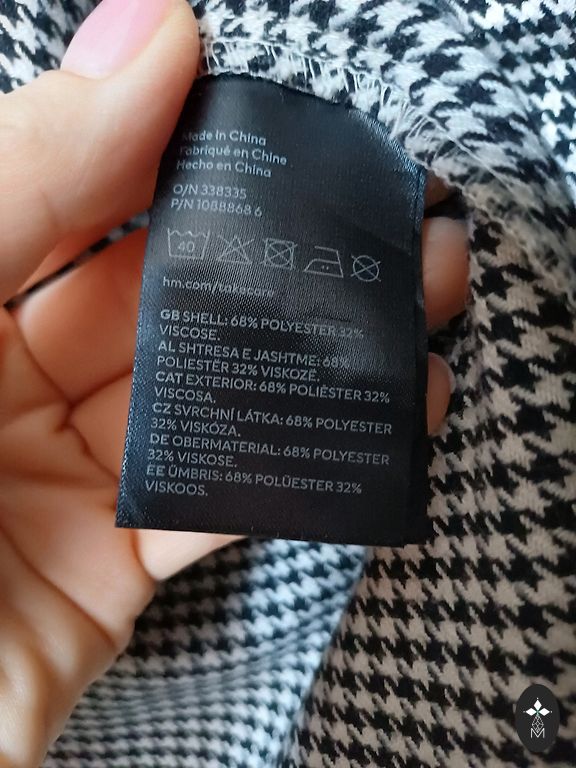 Made in China
Fabriqué en Chine
Hecho en China
O/N 338335
P/N 1088868 6
40
hm.com/takecare
GB SHELL: 68% POLYESTER 32%
VISCOSE.
AL SHTRESA E JASHTME: 68%
POLIESTËR 32% VISKOZË.
CAT EXTERIOR: 68% POLIÈSTER 32%
VISCOSA.
CZ SVRCHNÍ LÁTKA: 68% POLYESTER
32% VISKÓZA.
DE OBERMATERIAL: 68% POLYESTER
32% VISKOSE.
EE ÜMBRIS: 68% POLÜESTER 32%
VISKOOS.
M